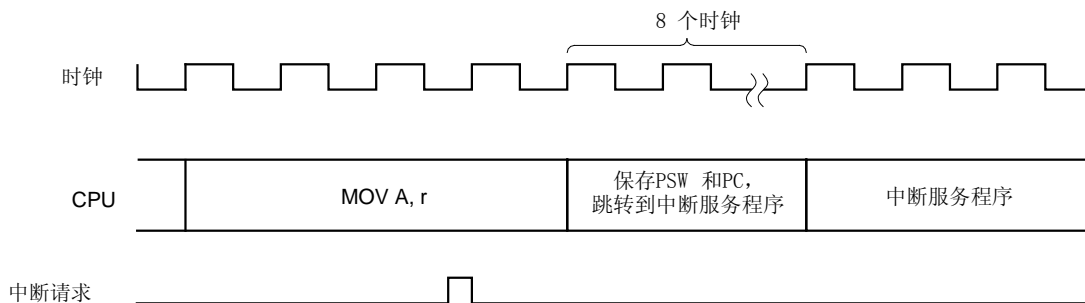 8 个时钟
时钟
CPU
MOV A, r
保存PSW 和PC,
跳转到中断服务程序
中断服务程序
中断请求